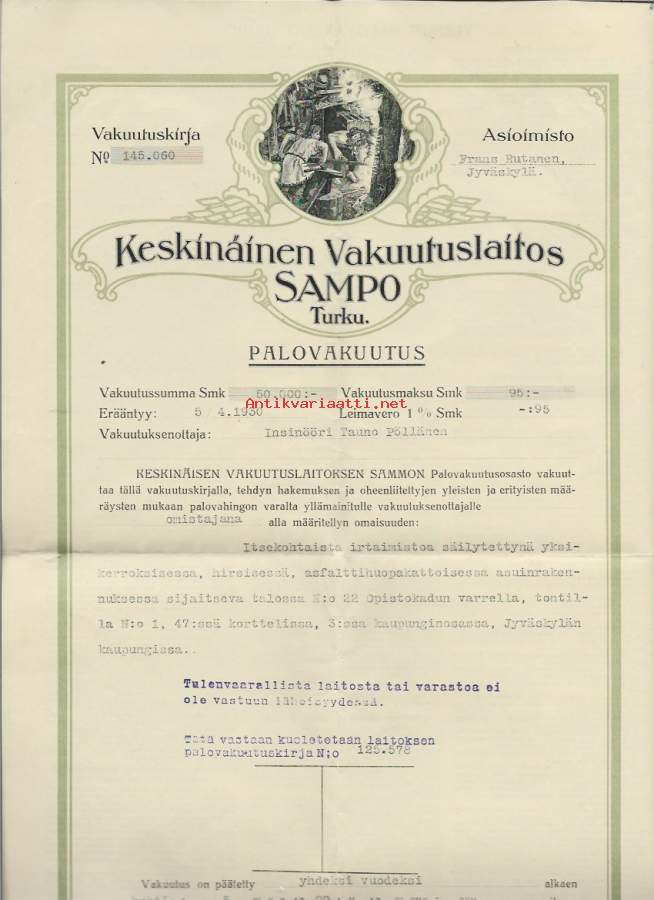 Vakuutuskirja
Nº 145.060
Asioimisto
Frans Rutanen,
Jyväskylä.
Keskinäinen Vakuutuslaitos
SAMPO
Turku.
PALOVAKUUTUS
Vakuutussumma Smk 50.000:- Vakuutusmaksu Smk 95:-
Antikvariaatti.net
Erääntyy: 5/4.1930 Leimavero 1 % Smk -:95
Vakuutuksenottaja: Insinööri Tauno Pöllänen
KESKINÄISEN VAKUUTUSLAITOKSEN SAMMON Palovakuutusosasto vakuut-
taa tällä vakuutuskirjalla, tehdyn hakemuksen ja oheenliitettyjen yleisten ja erityisten mää-
räysten mukaan palovahingon varalta yllämainitulle vakuutuksenottajalle
omistajana alla määritellyn omaisuuden:
Itsekohtaista irtaimistoa säilytettynä yksi-
kerroksisessa, hirsisessä, asfalttihuopakattoisessa asuinraken-
nuksessa sijaitseva talossa N:o 22 Opistokadun varrella, tontil-
la N:o 1, 47:ssä korttelissa, 3:ssa kaupunginosassa, Jyväskylän
kaupungissa..
Tulenvaarallista laitosta tai varastoa ei
ole vastuun läheisyydessä.
Tätä vastaan kuoletetaan laitoksen
palovakuutuskirja N:o 125.578
Vakuutus on päätetty yhdeksi vuodeksi alkaen